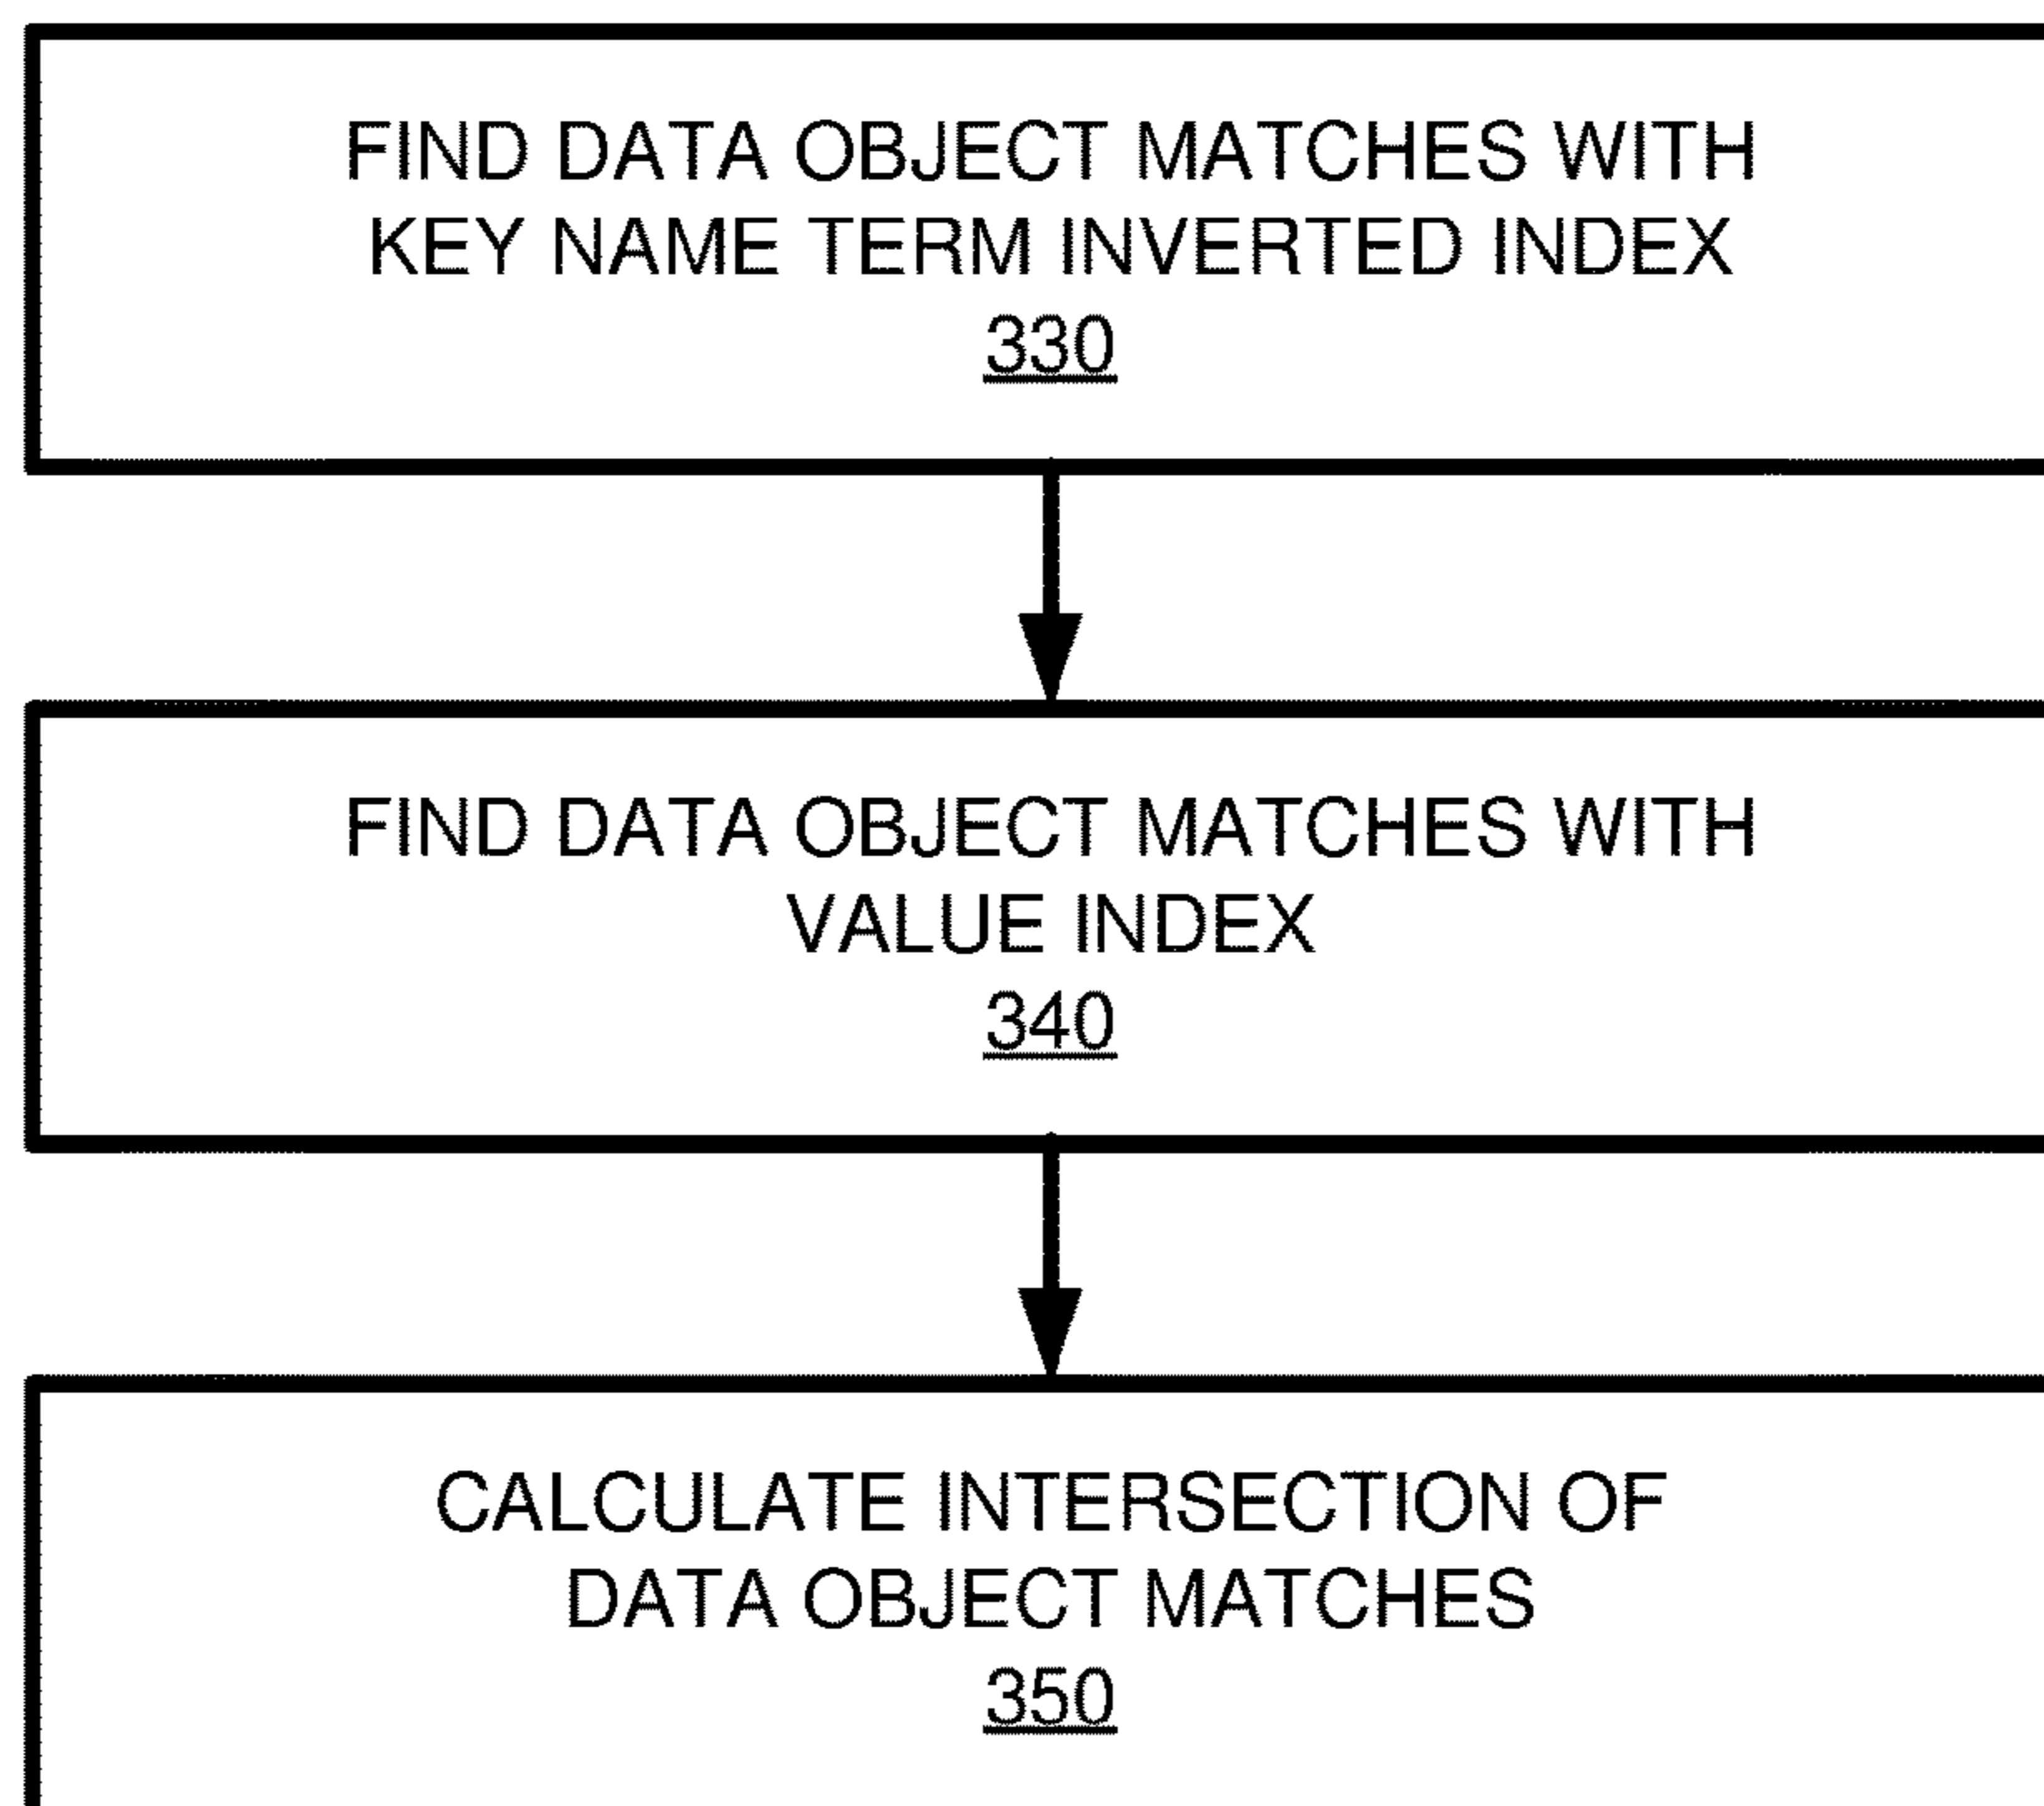 FIND DATA OBJECT MATCHES WITH
KEY NAME TERM INVERTED INDEX
330
FIND DATA OBJECT MATCHES WITH
VALUE INDEX
340
CALCULATE INTERSECTION OF
DATA OBJECT MATCHES
350